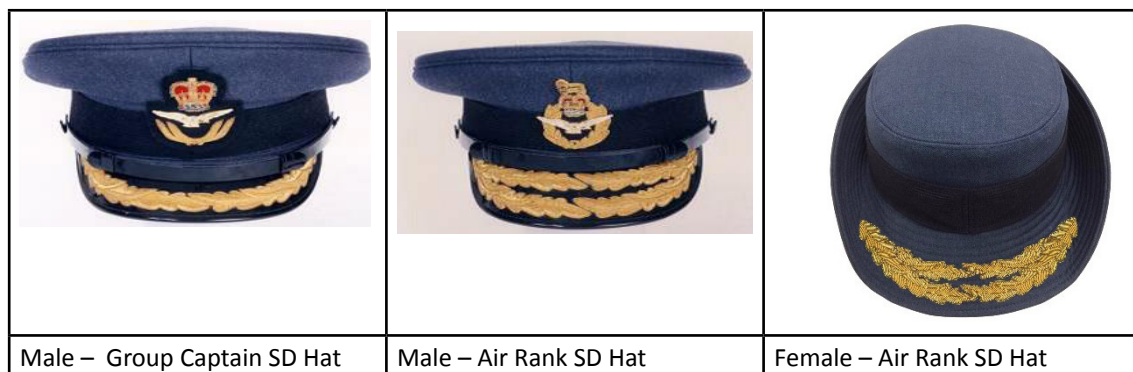 Male – Group Captain SD Hat
Male – Air Rank SD Hat
Female – Air Rank SD Hat